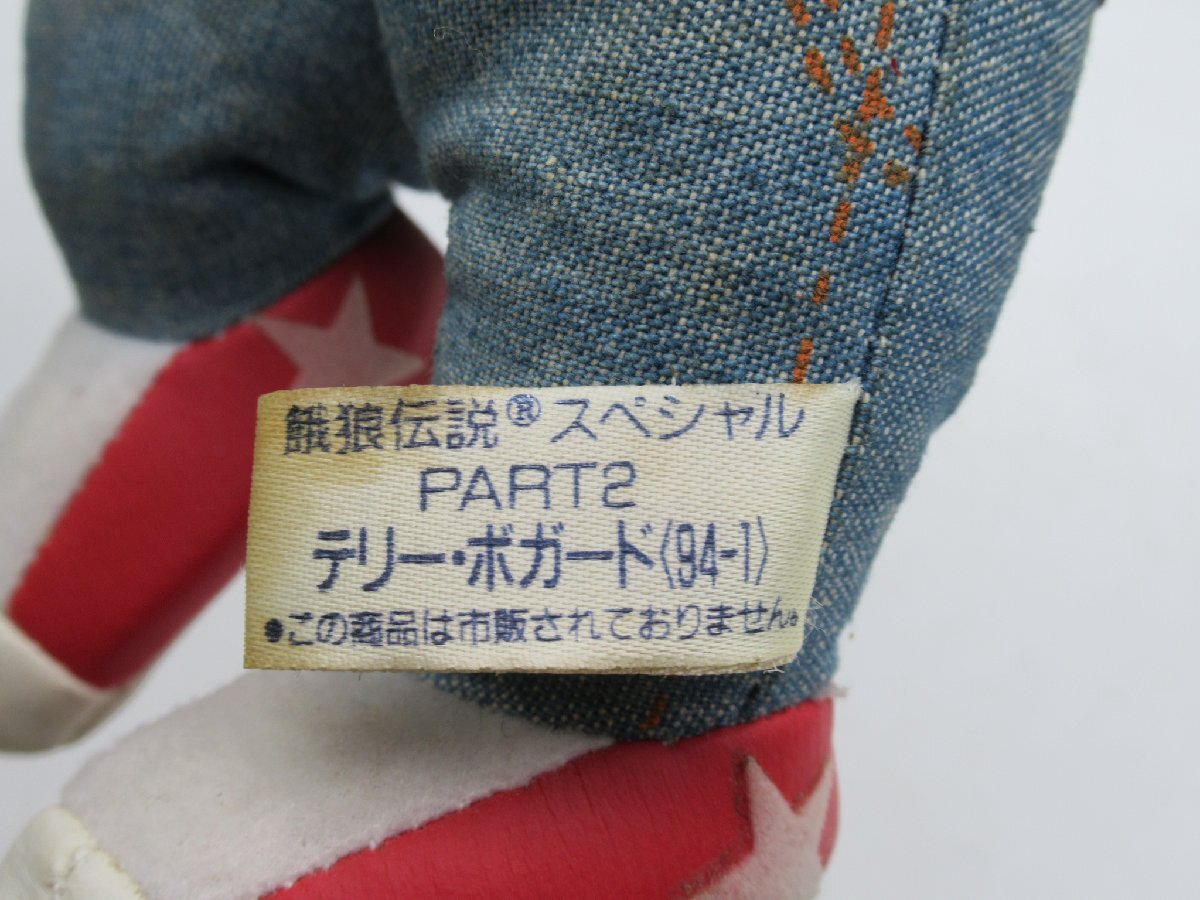 餓狼伝説®スペシャル
PART2
テリー・ボガード〈94-1〉
●この商品は市販されておりません。